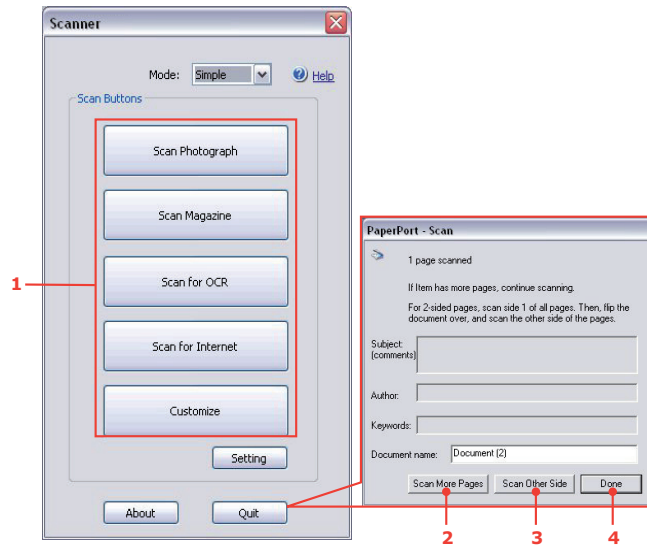 Scanner
Mode: Simple Help
Scan Buttons
Scan Photograph
Scan Magazine
Scan for OCR
Scan for Internet
Customize
Setting
About Quit
1
PaperPort - Scan
1 page scanned
If Item has more pages, continue scanning.
For 2-sided pages, scan side 1 of all pages. Then, flip the
document over, and scan the other side of the pages.
Subject:
(comments)
Author:
Keywords:
Document name: Document (2)
Scan More Pages Scan Other Side Done
2 3 4